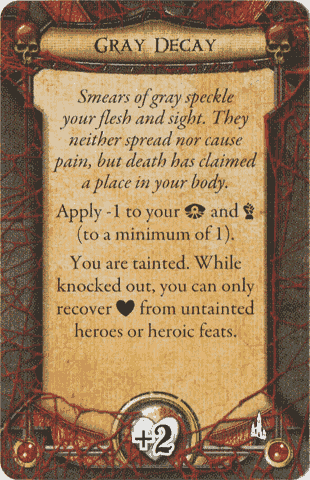 Gray Decay
Smears of gray speckle
your flesh and sight. They
neither spread nor cause
pain, but death has claimed
a place in your body.
Apply -1 to your and
(to a minimum of 1).
You are tainted. While
knocked out, you can only
recover from untainted
heroes or heroic feats.
+2